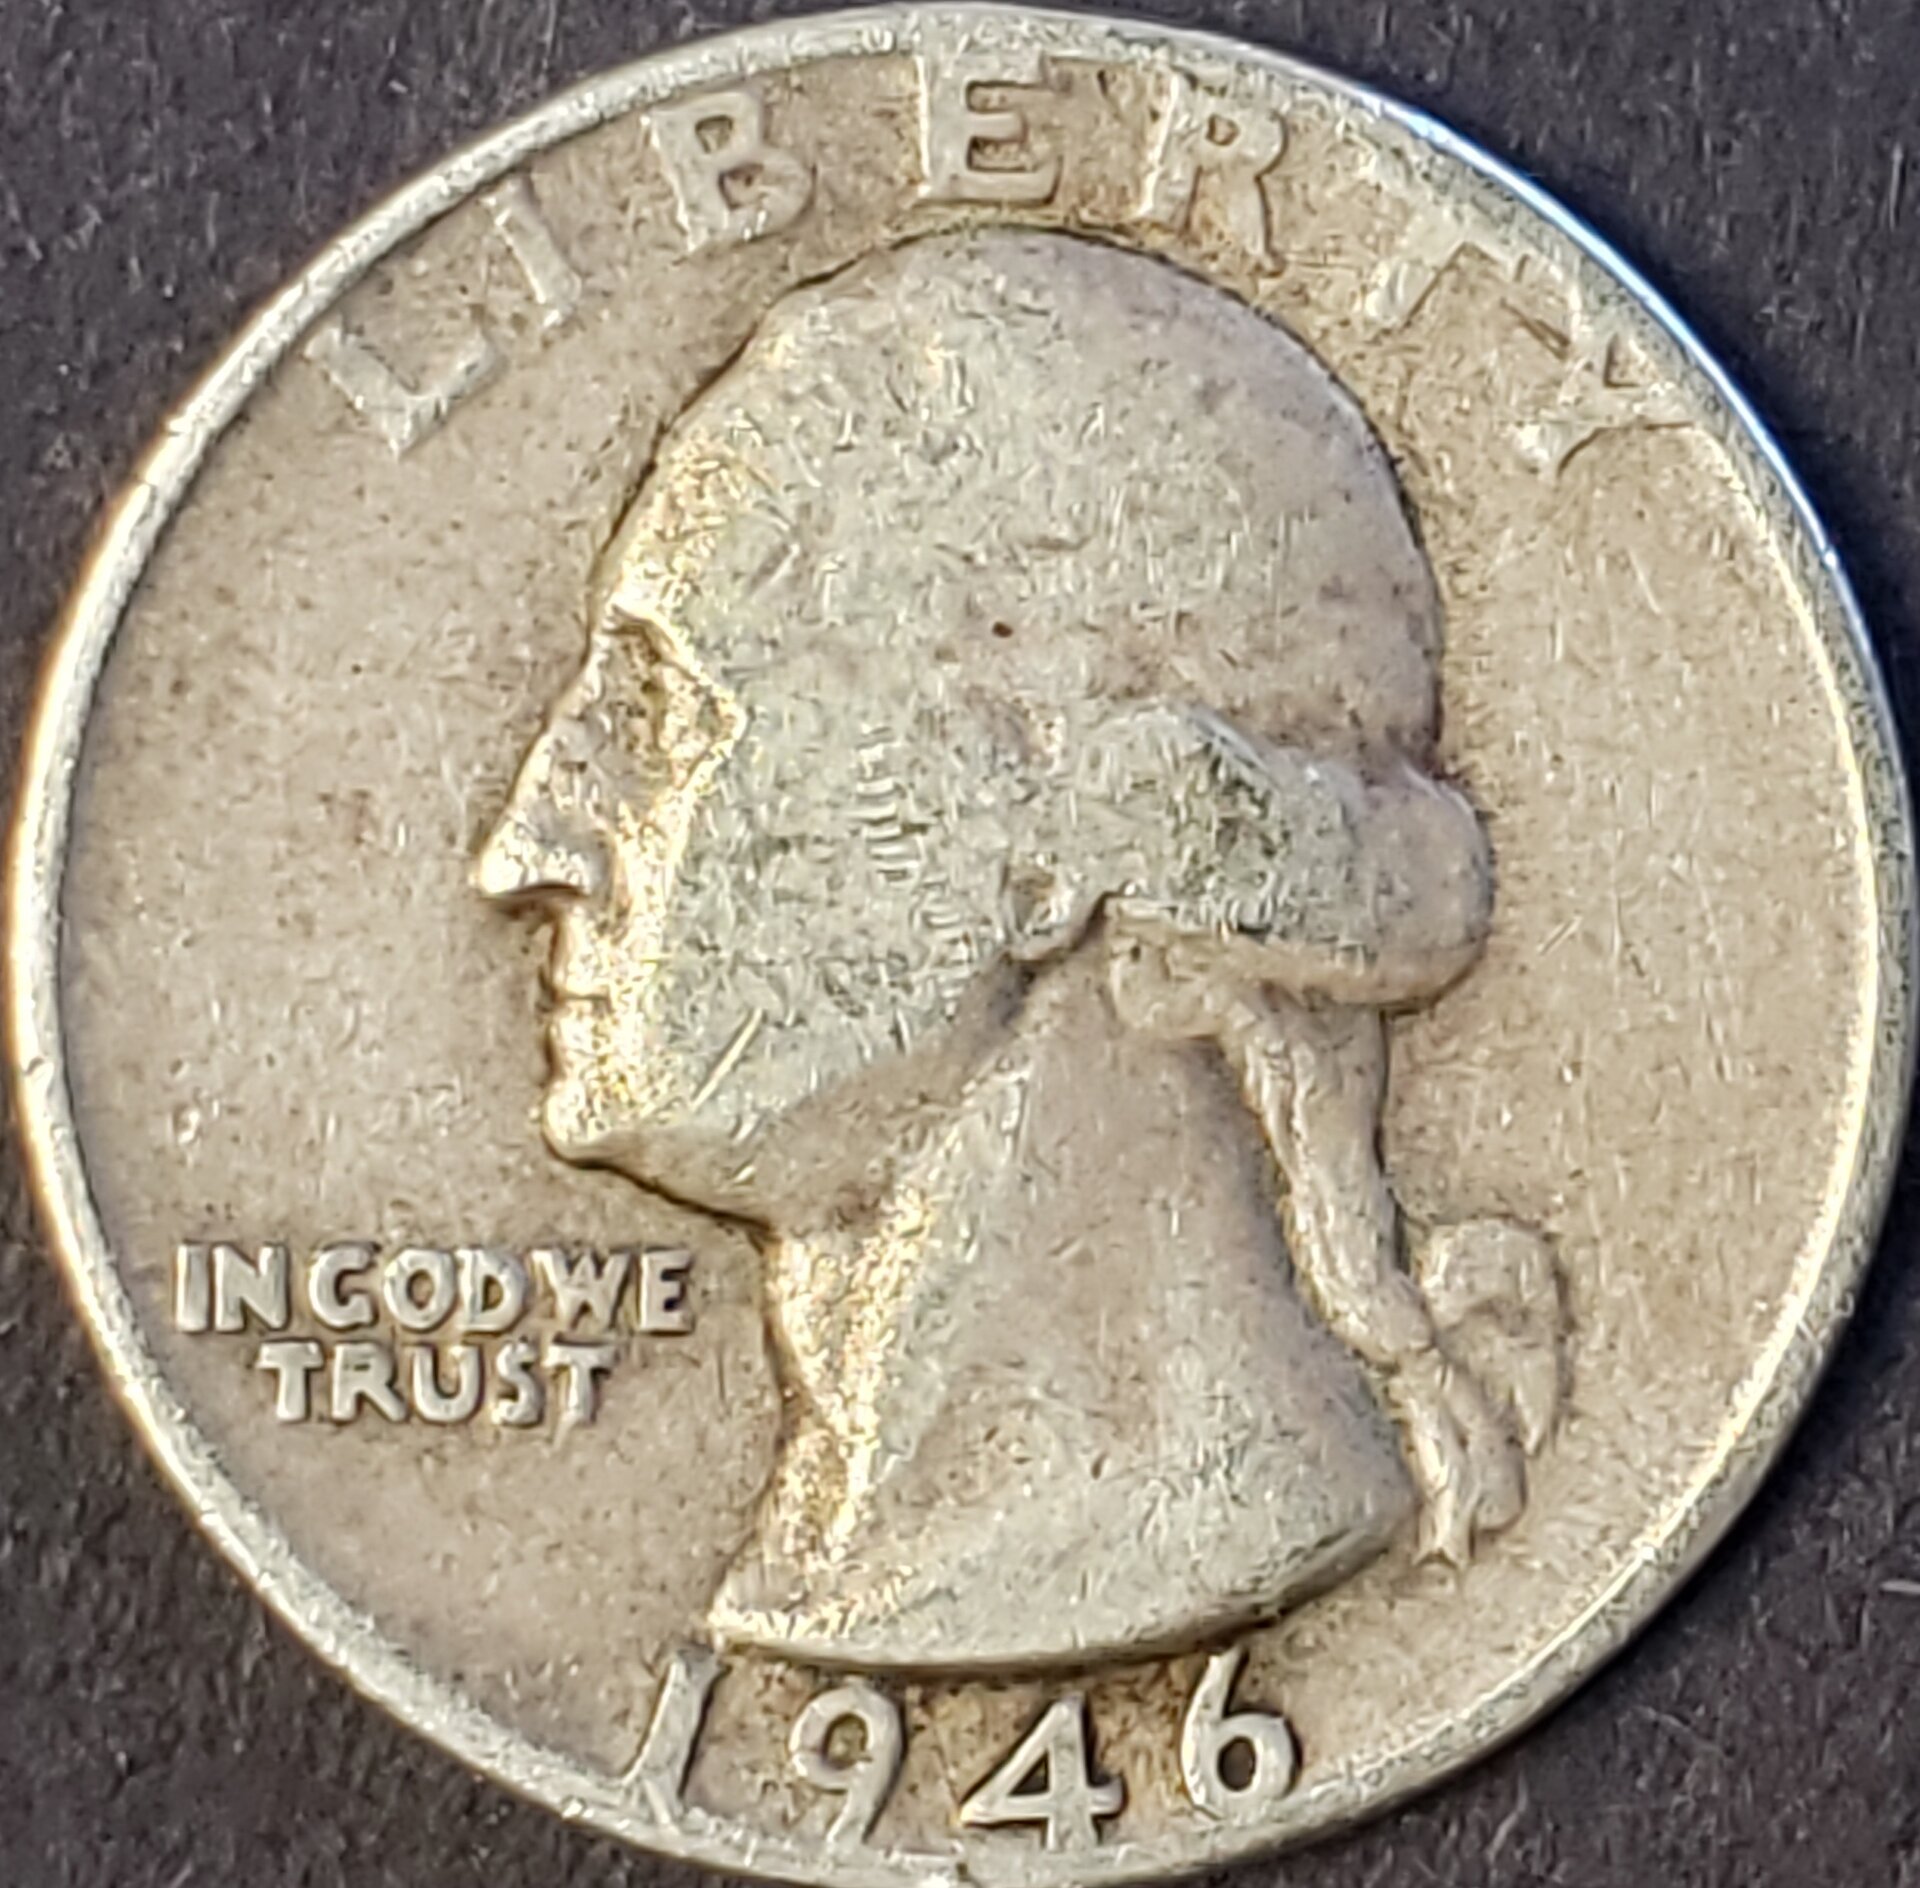 LIBERTY
IN GOD WE
TRUST
1946